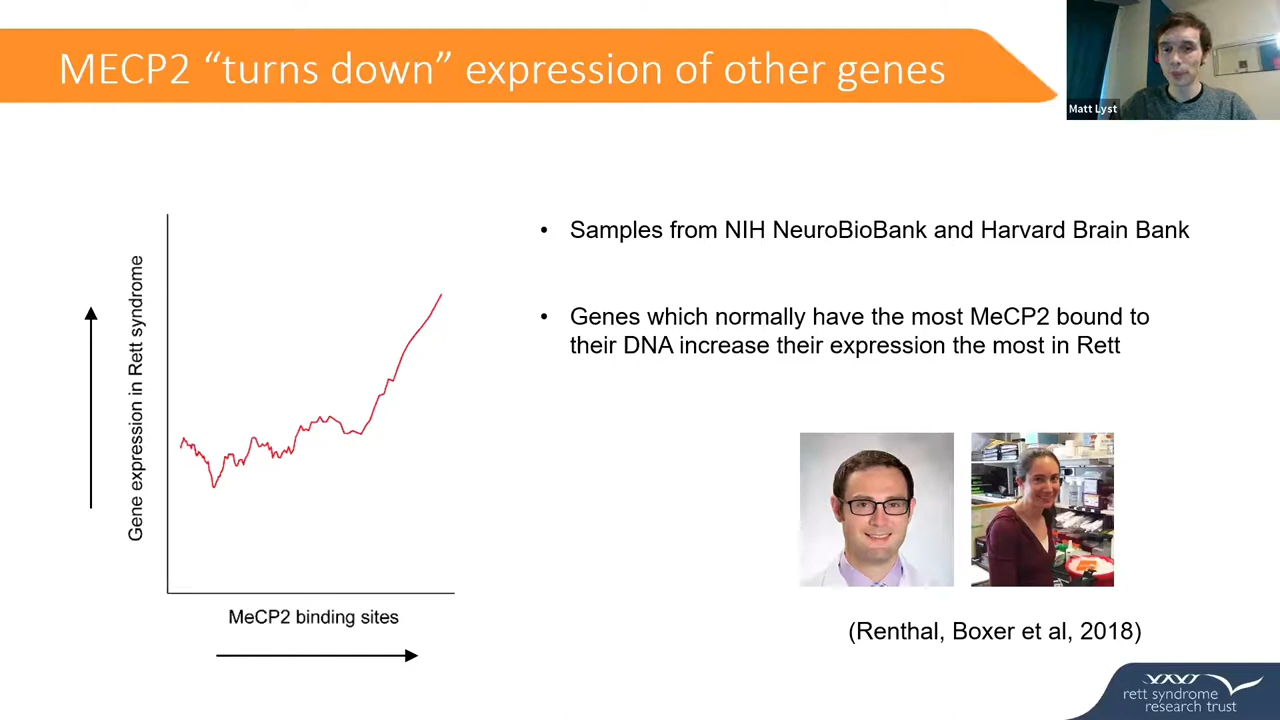 MECP2 “turns down” expression of other genes
Matt Lyst
Gene expression in Rett syndrome
MeCP2 binding sites
• Samples from NIH NeuroBioBank and Harvard Brain Bank
• Genes which normally have the most MeCP2 bound to
their DNA increase their expression the most in Rett
(Renthal, Boxer et al, 2018)
rett syndrome
research trust